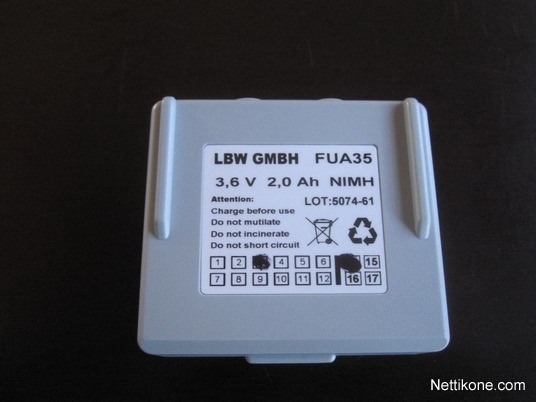 LBW GMBH FUA35
3,6 V 2,0 Ah NIMH
Attention: LOT:5074-61
Charge before use
Do not mutilate
Do not incinerate
Do not short circuit
1 2 4 5 6 15
7 8 9 10 11 12 16 17
Nettikone.com